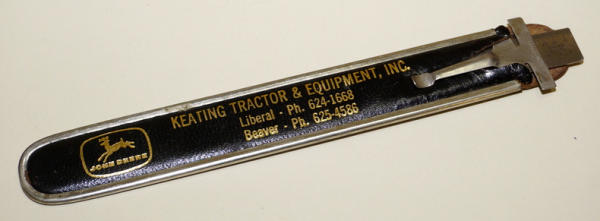 KEATING TRACTOR & EQUIPMENT, INC.
Liberal - Ph. 624-1668
Beaver - Ph. 625-4586
JOHN DEERE